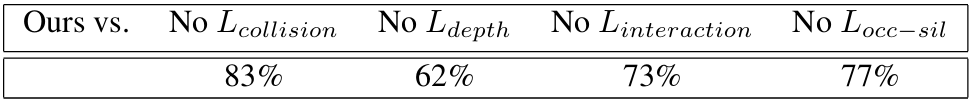 Ours vs. No L_collision No L_depth No L_interaction No L_occ−sil
83% 62% 73% 77%